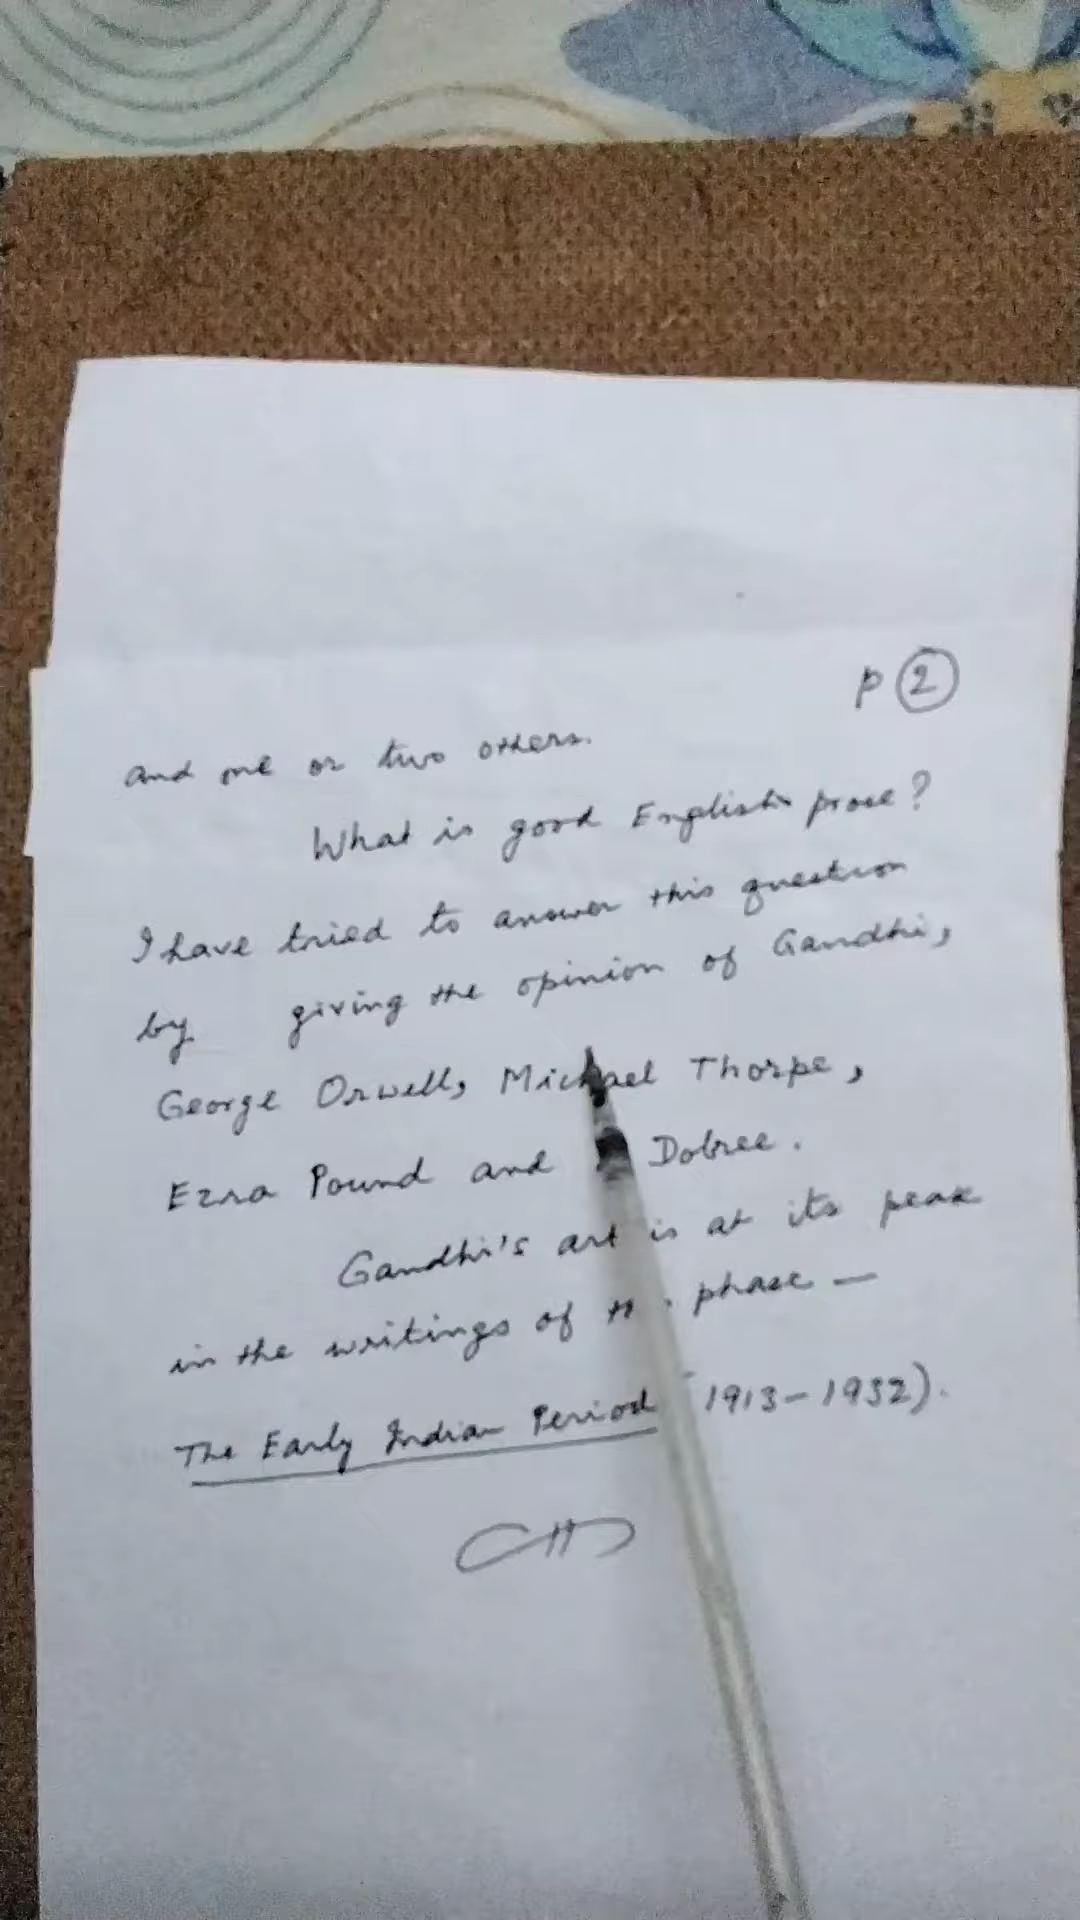 P 2
and one or two others.
What is good English prose?
I have tried to answer this question
by giving the opinion of Gandhi,
George Orwell, Michael Thorpe,
Ezra Pound and Dobree.
Gandhi's art is at its peak
in the writings of phase —
The Early Indian Period (1913-1932).